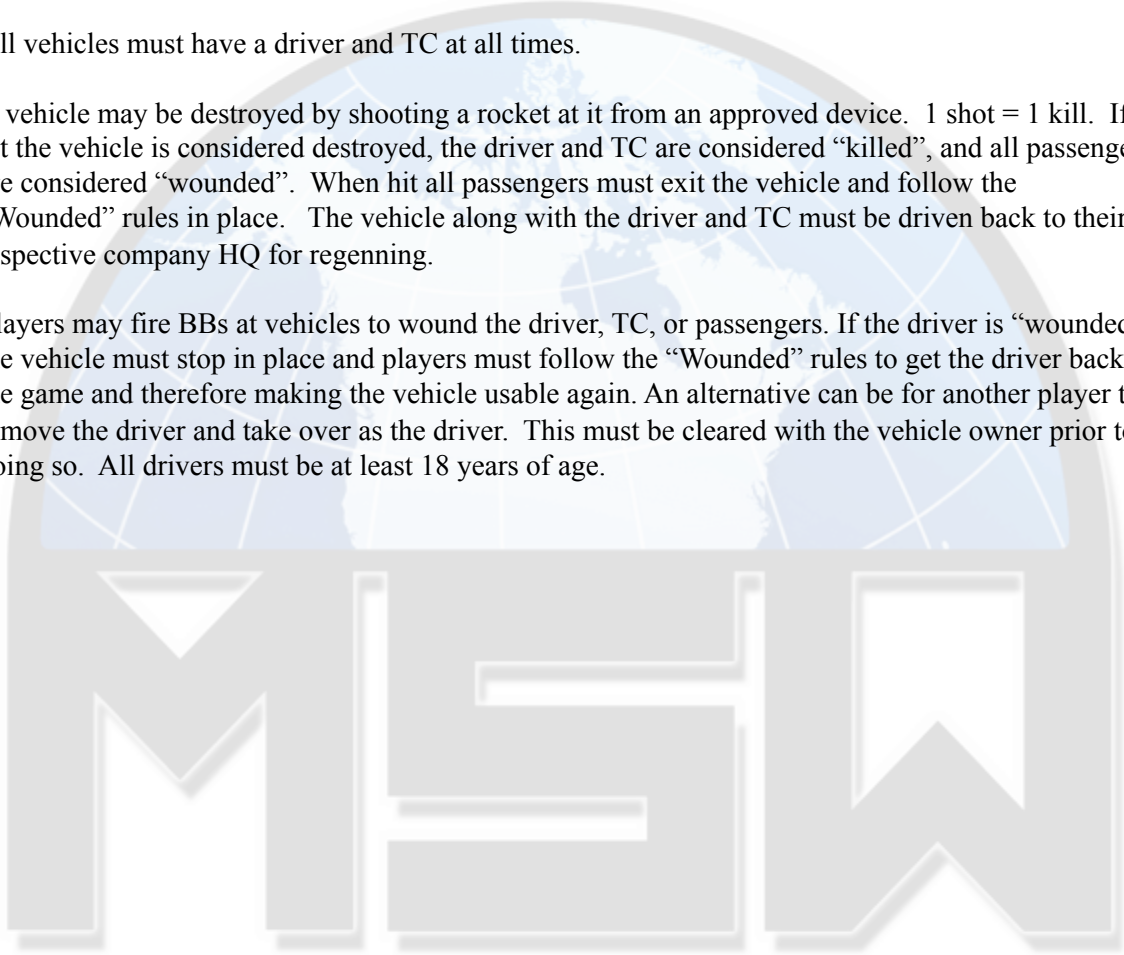 ll vehicles must have a driver and TC at all times.
vehicle may be destroyed by shooting a rocket at it from an approved device.  1 shot = 1 kill.  If
t the vehicle is considered destroyed, the driver and TC are considered “killed”, and all passenge
e considered “wounded”.  When hit all passengers must exit the vehicle and follow the
Wounded” rules in place.   The vehicle along with the driver and TC must be driven back to their
spective company HQ for regenning.
layers may fire BBs at vehicles to wound the driver, TC, or passengers. If the driver is “wounded
e vehicle must stop in place and players must follow the “Wounded” rules to get the driver back
e game and therefore making the vehicle usable again. An alternative can be for another player t
move the driver and take over as the driver.  This must be cleared with the vehicle owner prior to
oing so.  All drivers must be at least 18 years of age.
MSW